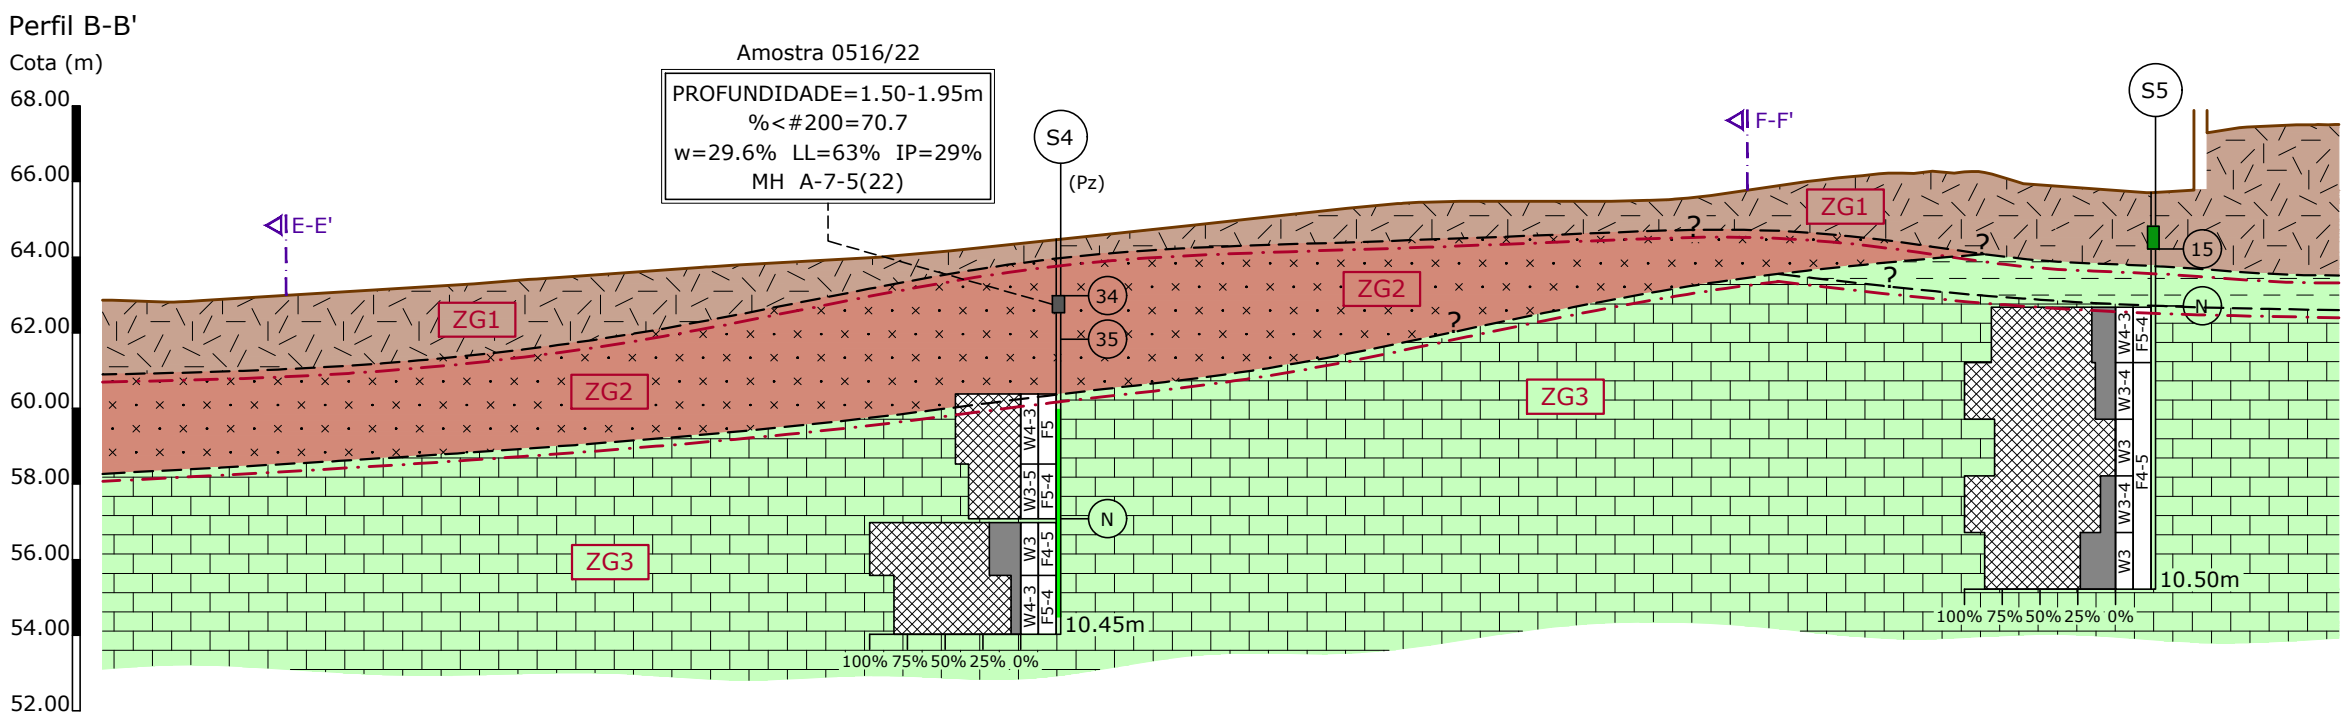 Perfil B-B'
Cota (m)
68.00
66.00
64.00
62.00
60.00
58.00
56.00
54.00
52.00
Amostra 0516/22
PROFUNDIDADE=1.50-1.95m
%<#200=70.7
w=29.6% LL=63% IP=29%
MH A-7-5(22)
E-E'
S4
(Pz)
F-F'
S5
ZG1
ZG1
ZG2
ZG2
ZG3
ZG3
?
?
?
?
34
35
N
15
N
W4-3
F5
W3-5
F5-4
W3
F4-5
W4-3
F5-4
10.45m
100% 75% 50% 25% 0%
W4-3
F5-4
W3-4
W3
F4-5
W3-4
W3
10.50m
100% 75% 50% 25% 0%